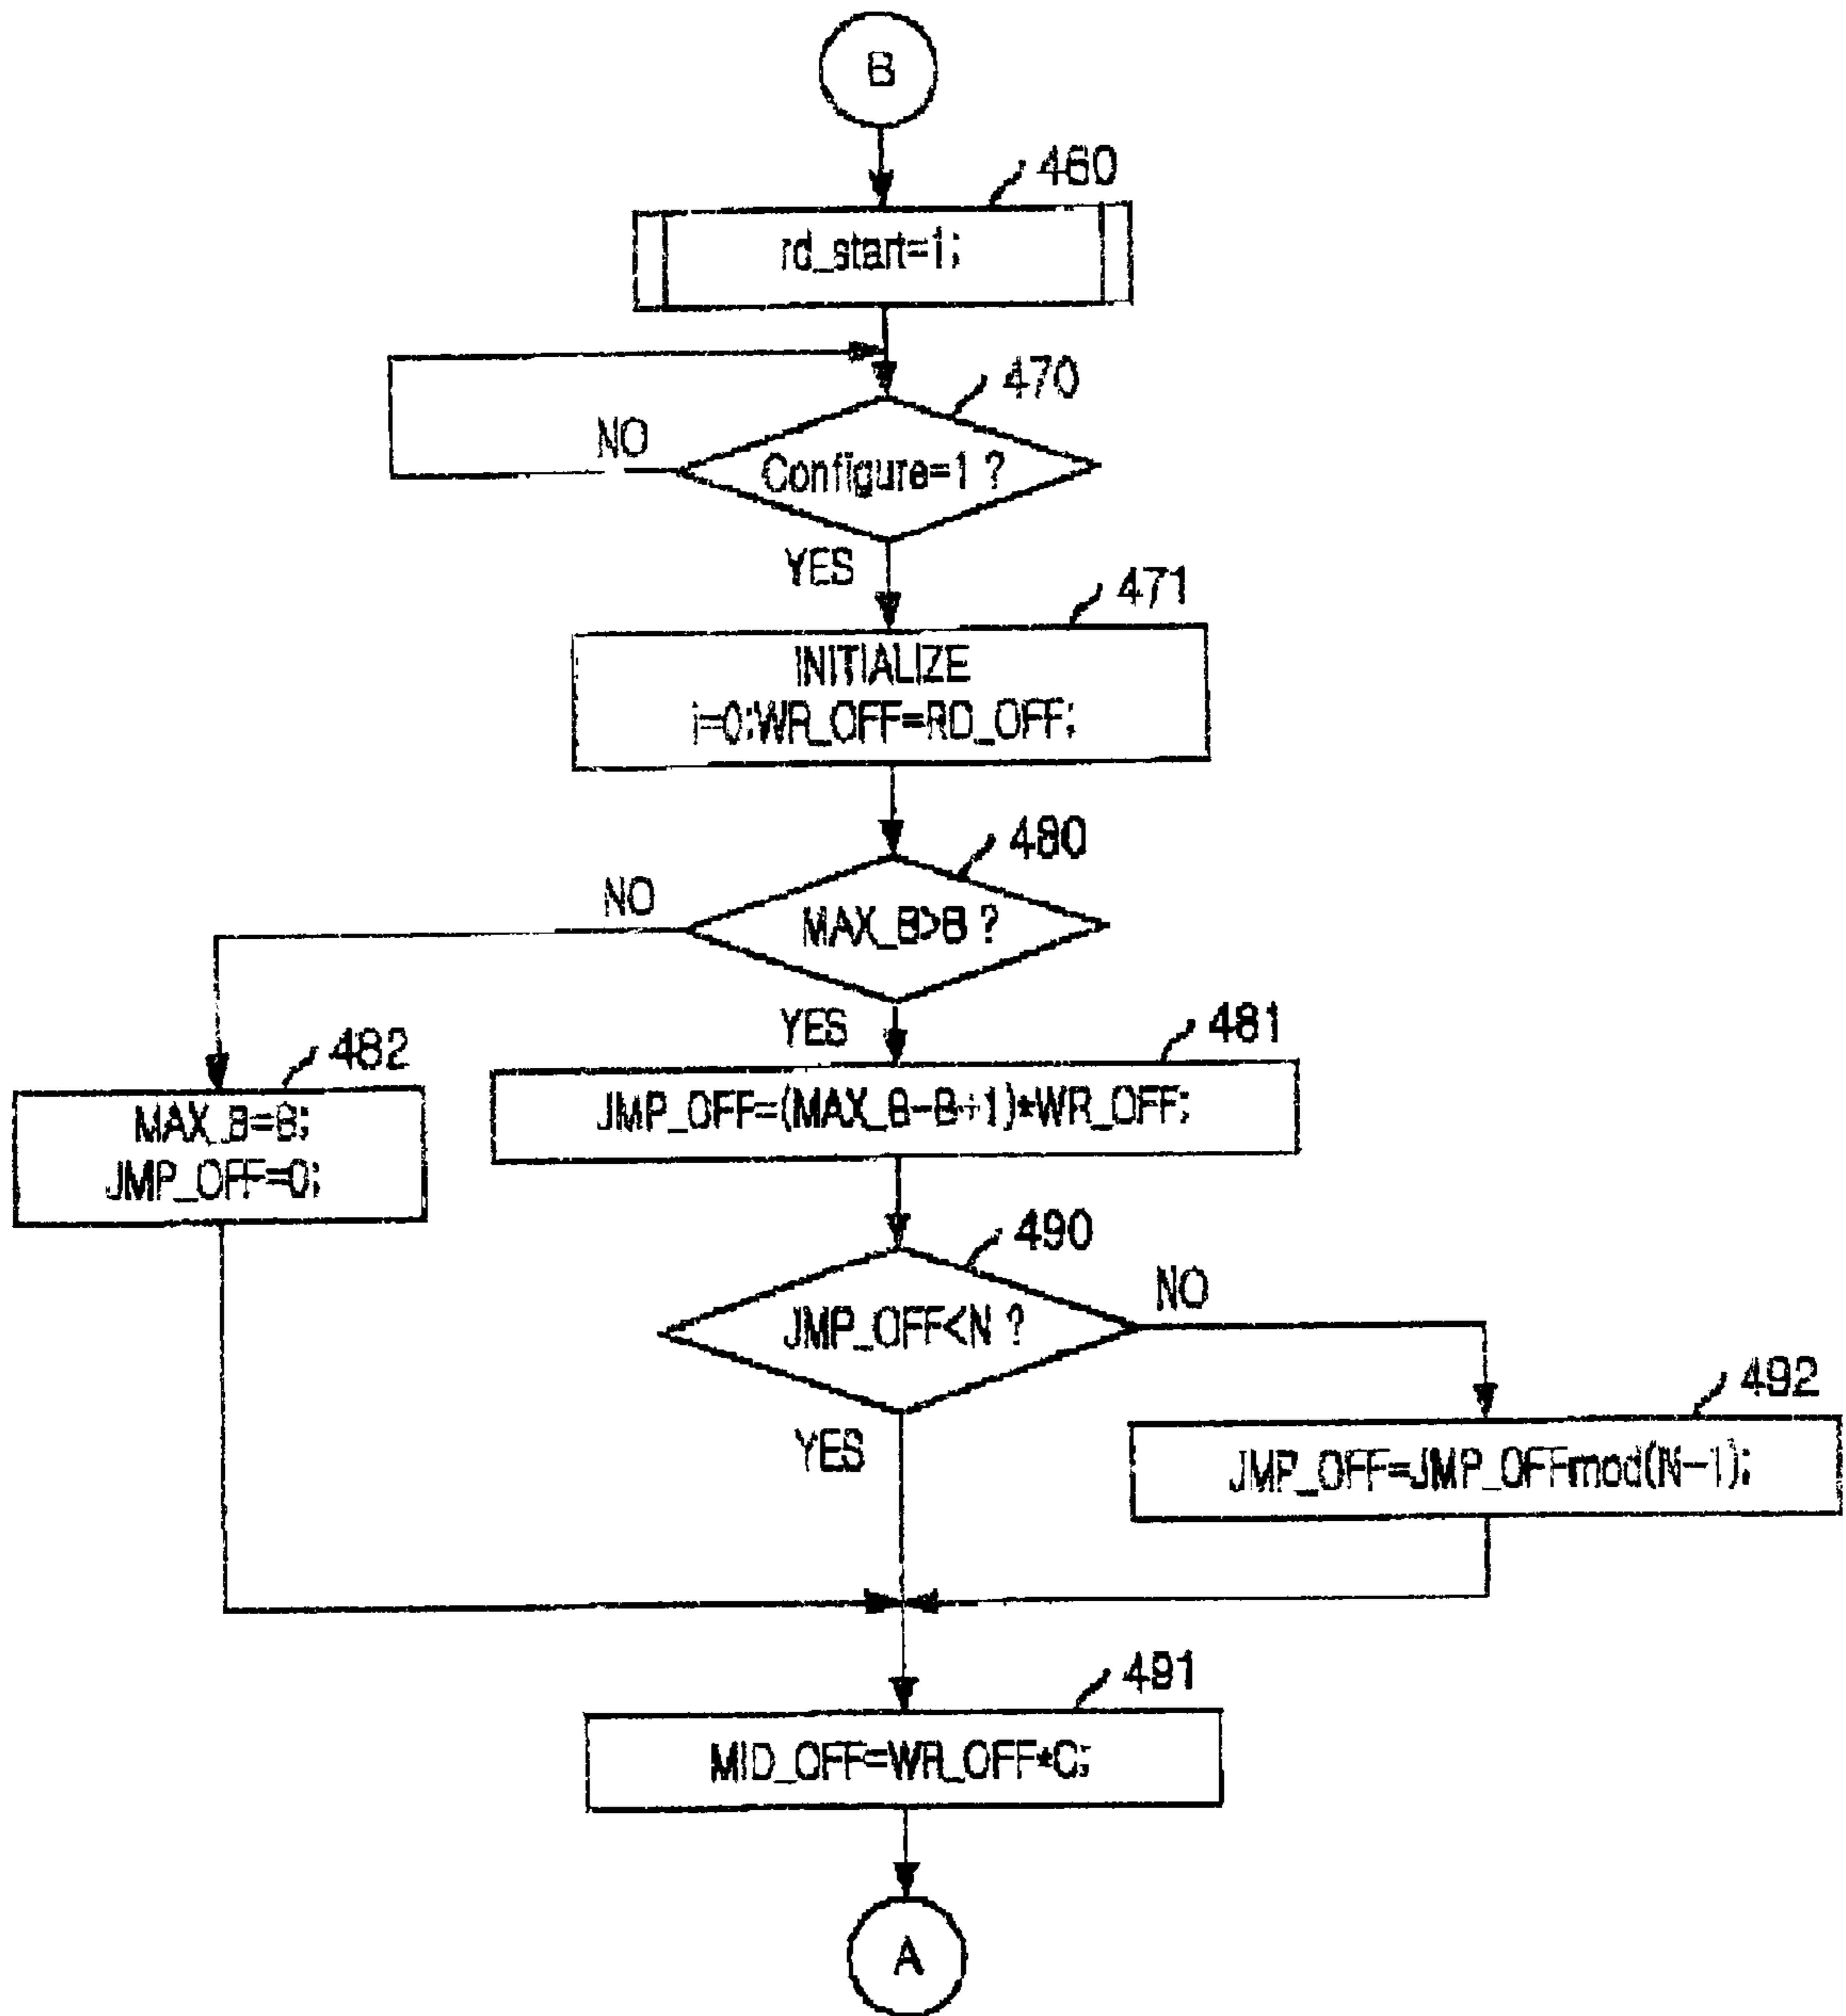 B
460
rd_start=1;
470
NO
Configure=1 ?
YES
471
INITIALIZE
i=0;WR_OFF=RD_OFF;
480
NO
MAX_B>B ?
YES
481
482
JMP_OFF=(MAX_B-B+1)*WR_OFF;
MAX_B=B;
JMP_OFF=0;
490
NO
JMP_OFF<N ?
492
YES
JMP_OFF=JMP_OFFmod(N-1);
491
MID_OFF=WR_OFF*C;
A